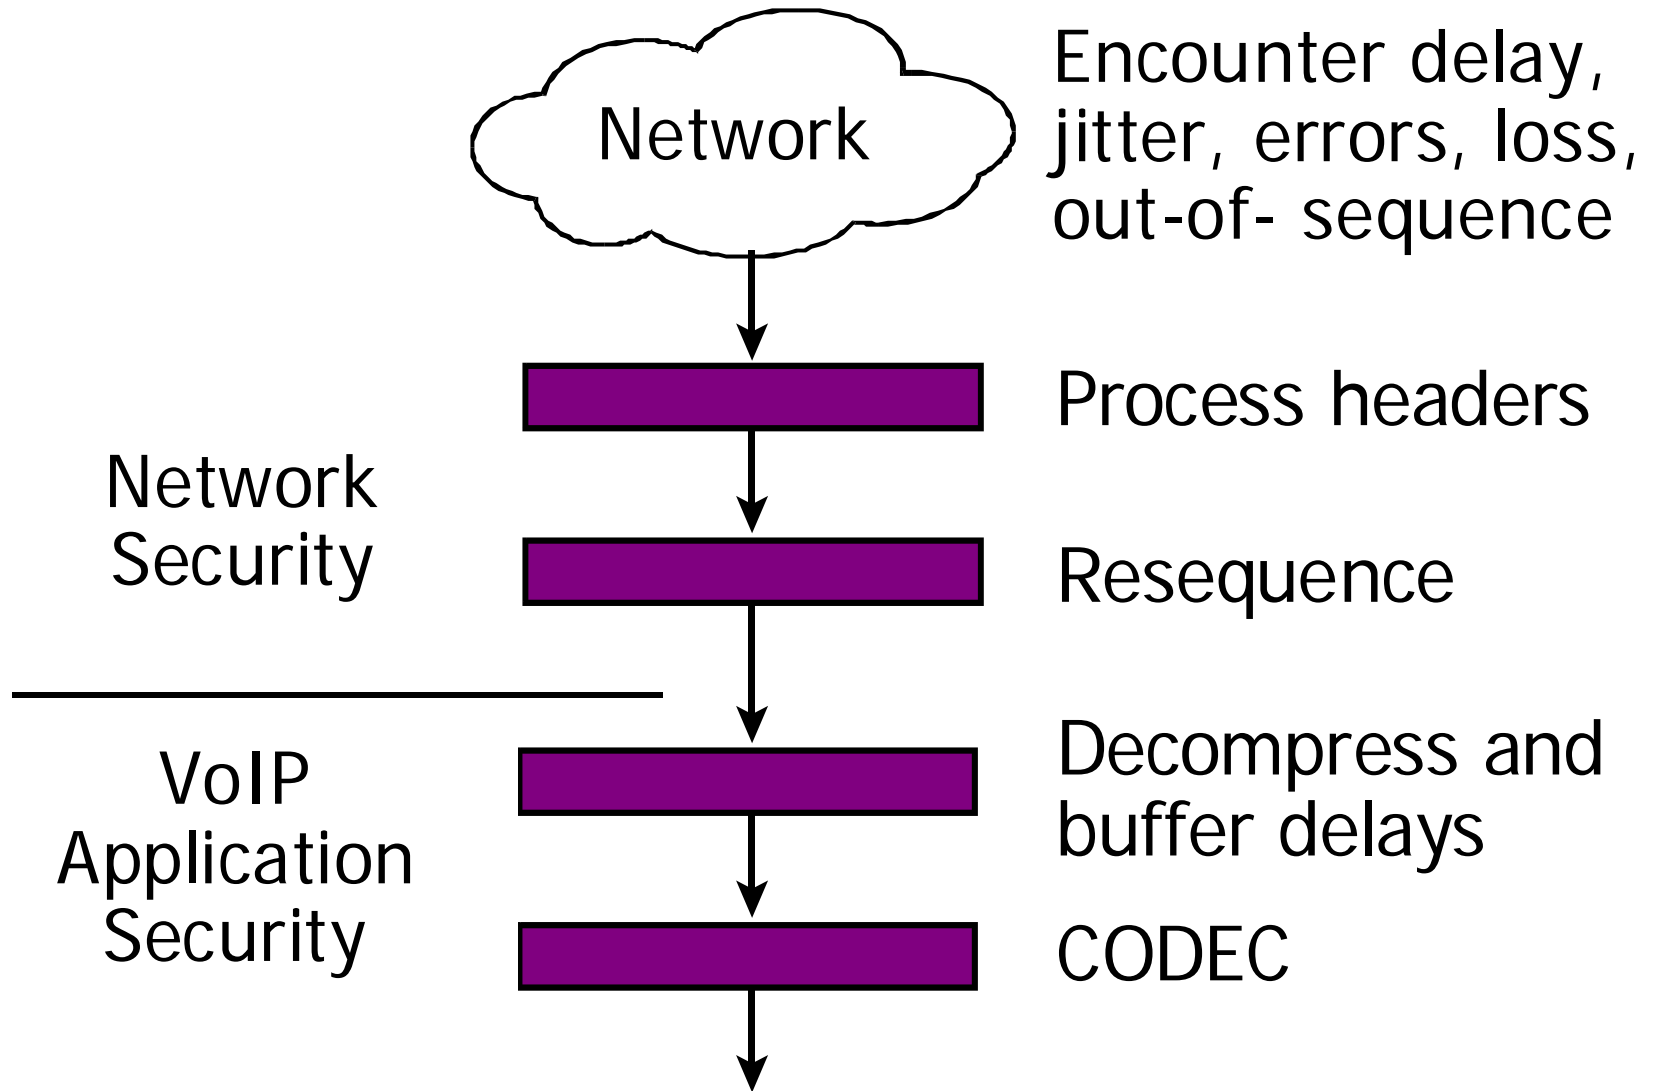 Network
Encounter delay,
jitter, errors, loss,
out-of- sequence
Process headers
Network
Security
Resequence
VoIP
Application
Security
Decompress and
buffer delays
CODEC